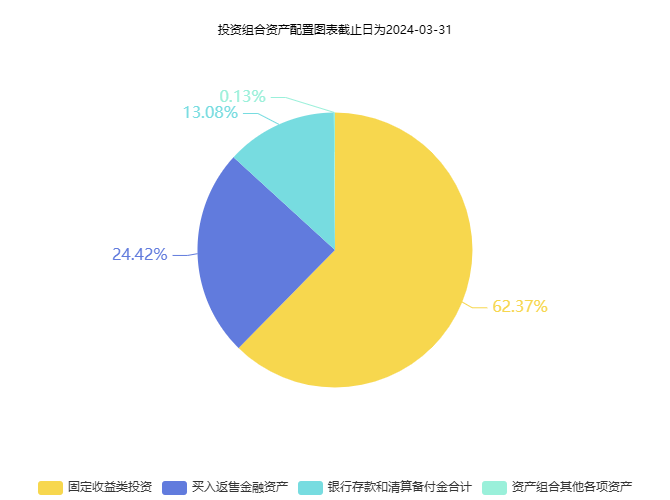 投资组合资产配置图表截止日为2024-03-31
0.13%
13.08%
24.42%
62.37%
固定收益类投资 买入返售金融资产 银行存款和清算备付金合计 资产组合其他各项资产